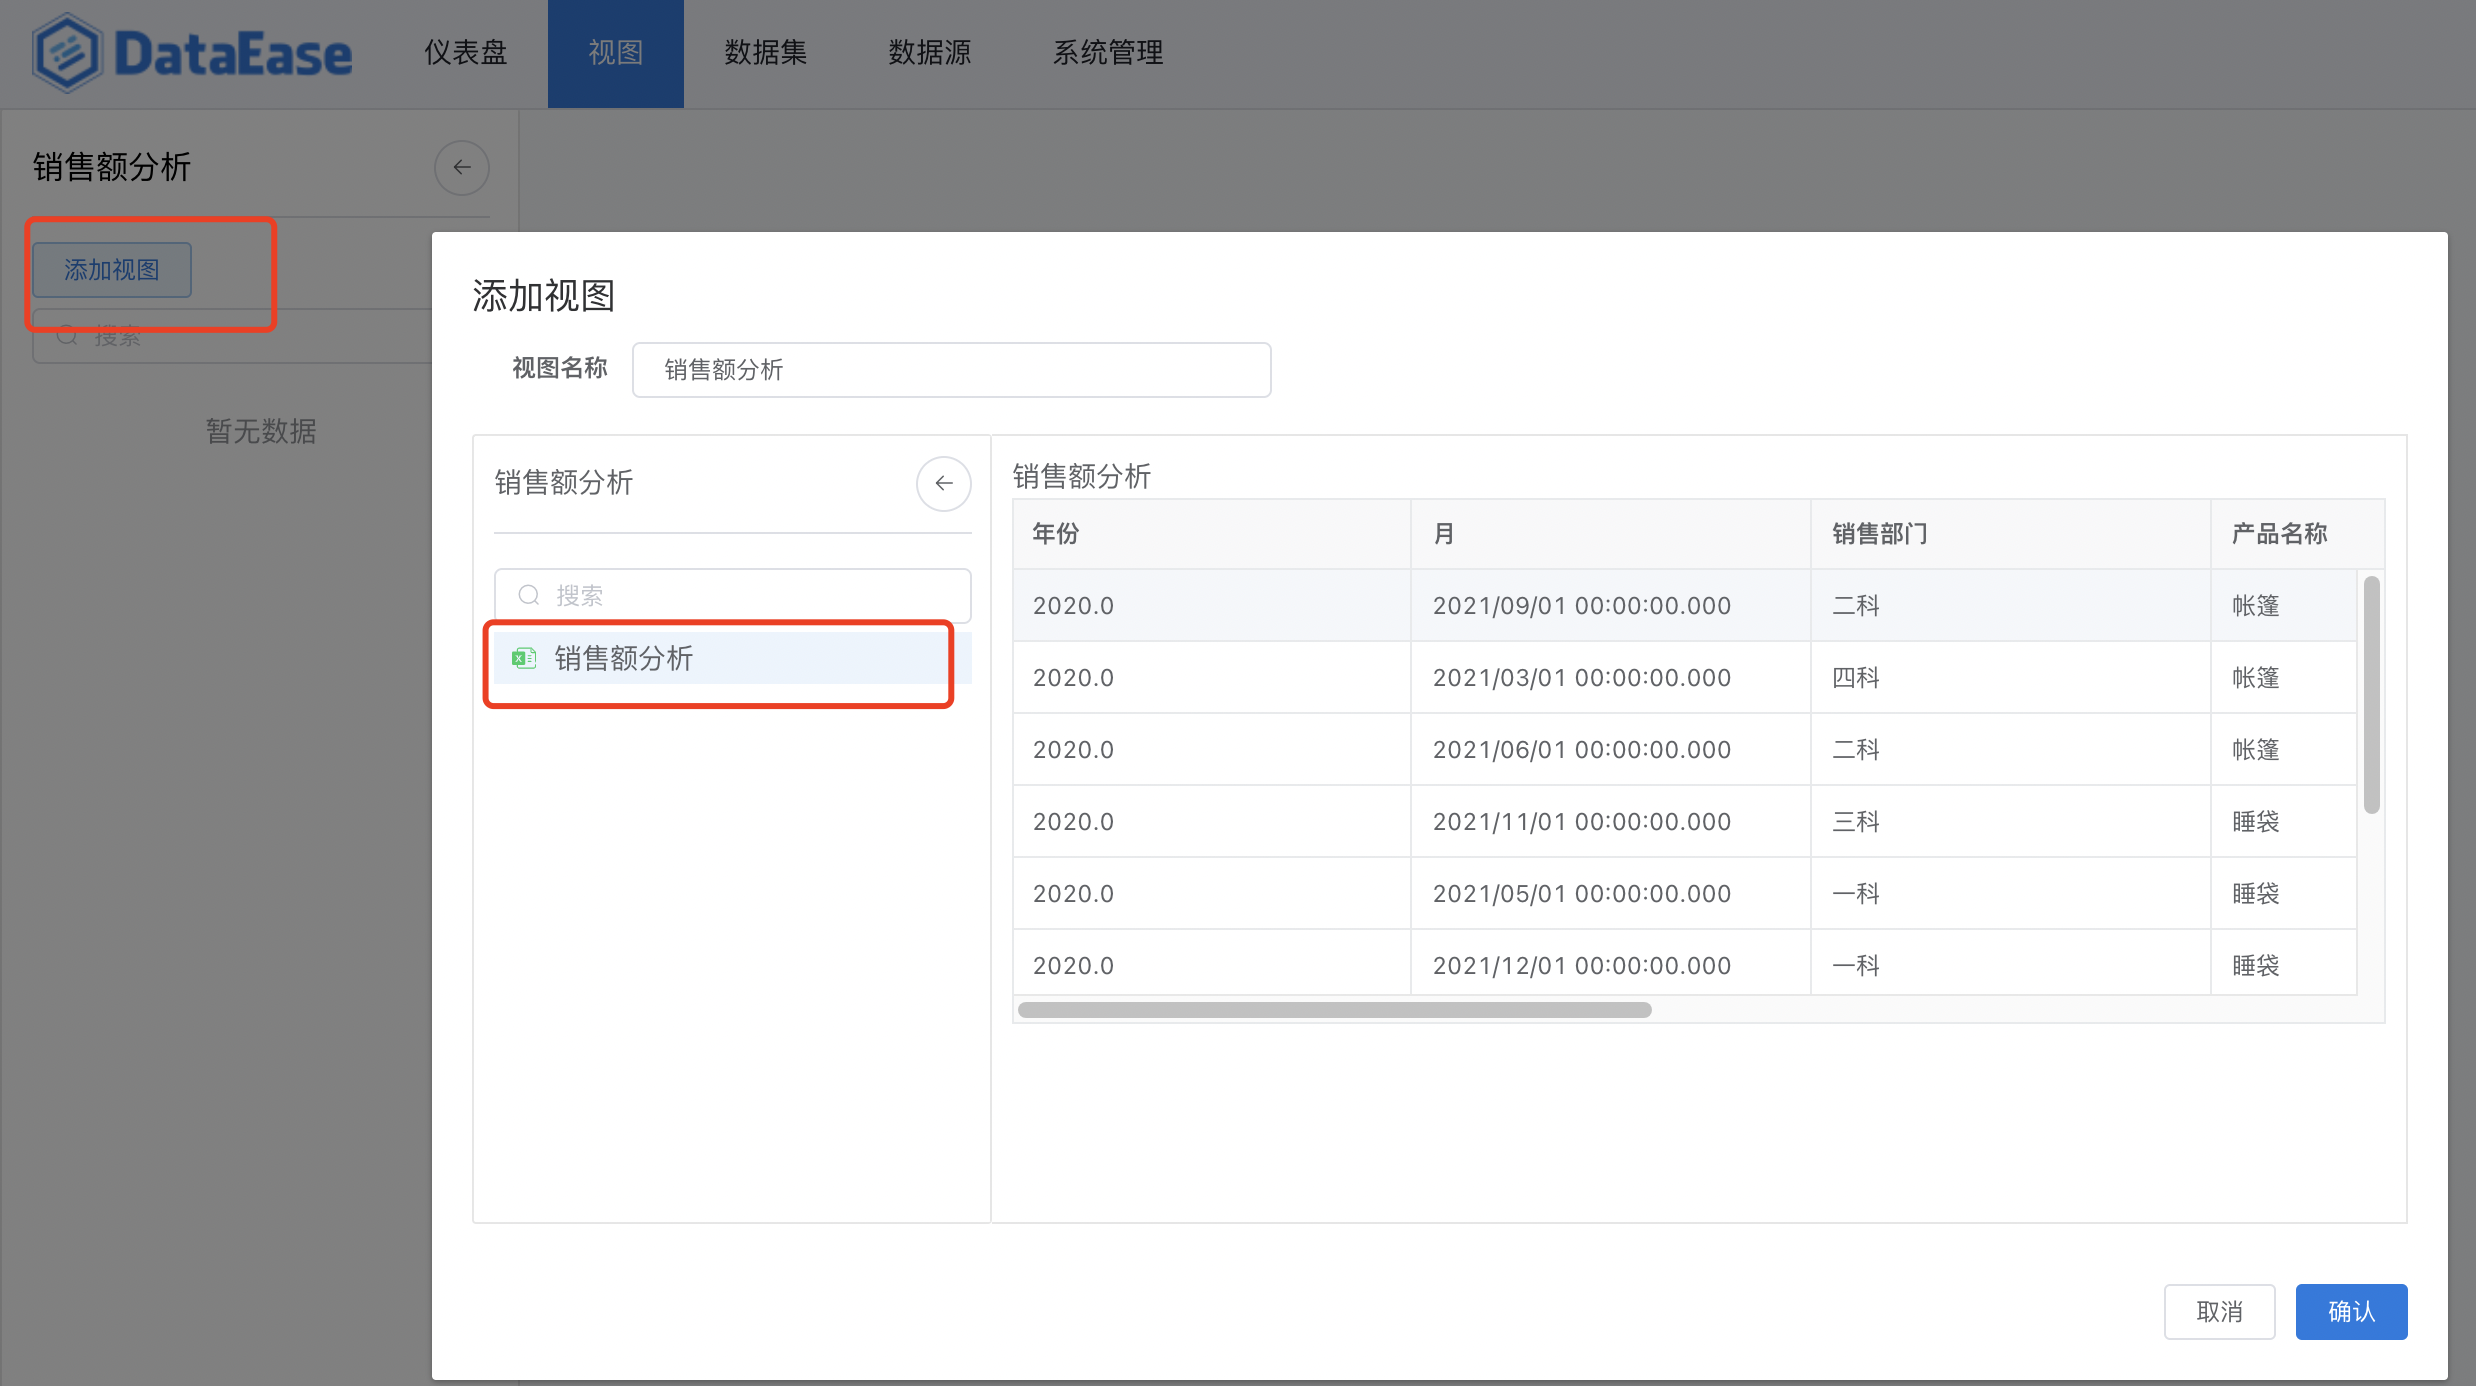 DataEase 仪表盘 视图 数据集 数据源 系统管理
销售额分析
添加视图
搜索
暂无数据
添加视图
视图名称 销售额分析
销售额分析
搜索
销售额分析
销售额分析
年份 月 销售部门 产品名称
2020.0 2021/09/01 00:00:00.000 二科 帐篷
2020.0 2021/03/01 00:00:00.000 四科 帐篷
2020.0 2021/06/01 00:00:00.000 二科 帐篷
2020.0 2021/11/01 00:00:00.000 三科 睡袋
2020.0 2021/05/01 00:00:00.000 一科 睡袋
2020.0 2021/12/01 00:00:00.000 一科 睡袋
取消 确认